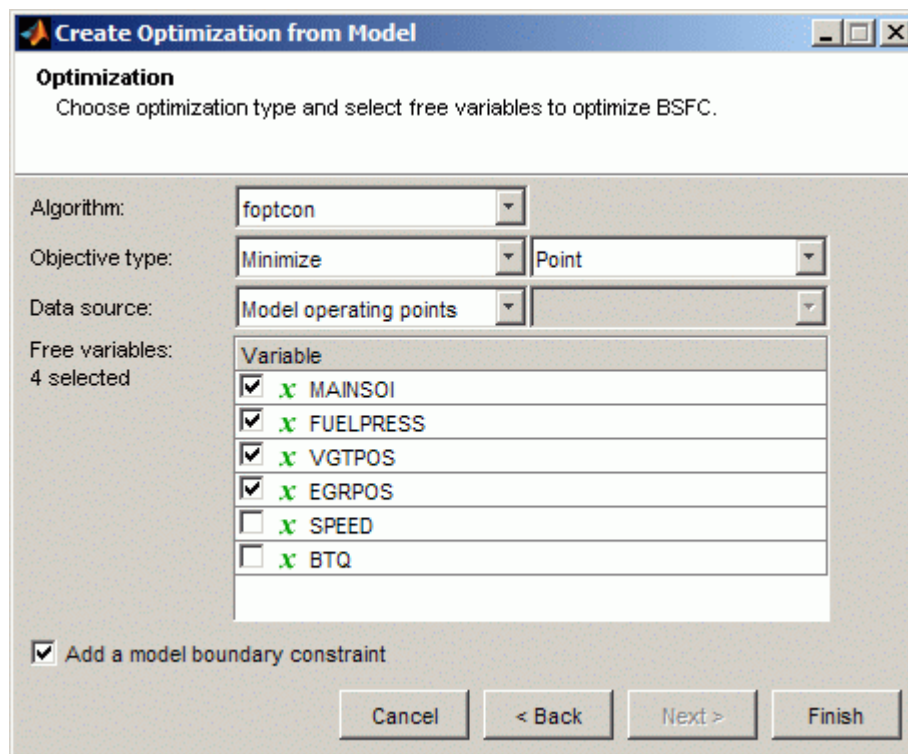 Create Optimization from Model
Optimization
Choose optimization type and select free variables to optimize BSFC.
Algorithm: foptcon
Objective type: Minimize Point
Data source: Model operating points
Free variables:
4 selected
Variable
x MAINSOI
x FUELPRESS
x VGTPOS
x EGRPOS
x SPEED
x BTQ
Add a model boundary constraint
Cancel < Back Next > Finish